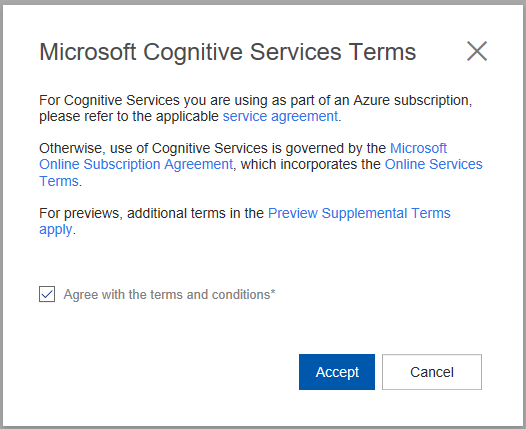 Microsoft Cognitive Services Terms
For Cognitive Services you are using as part of an Azure subscription,
please refer to the applicable service agreement.
Otherwise, use of Cognitive Services is governed by the Microsoft
Online Subscription Agreement, which incorporates the Online Services
Terms.
For previews, additional terms in the Preview Supplemental Terms
apply.
Agree with the terms and conditions*
Accept Cancel